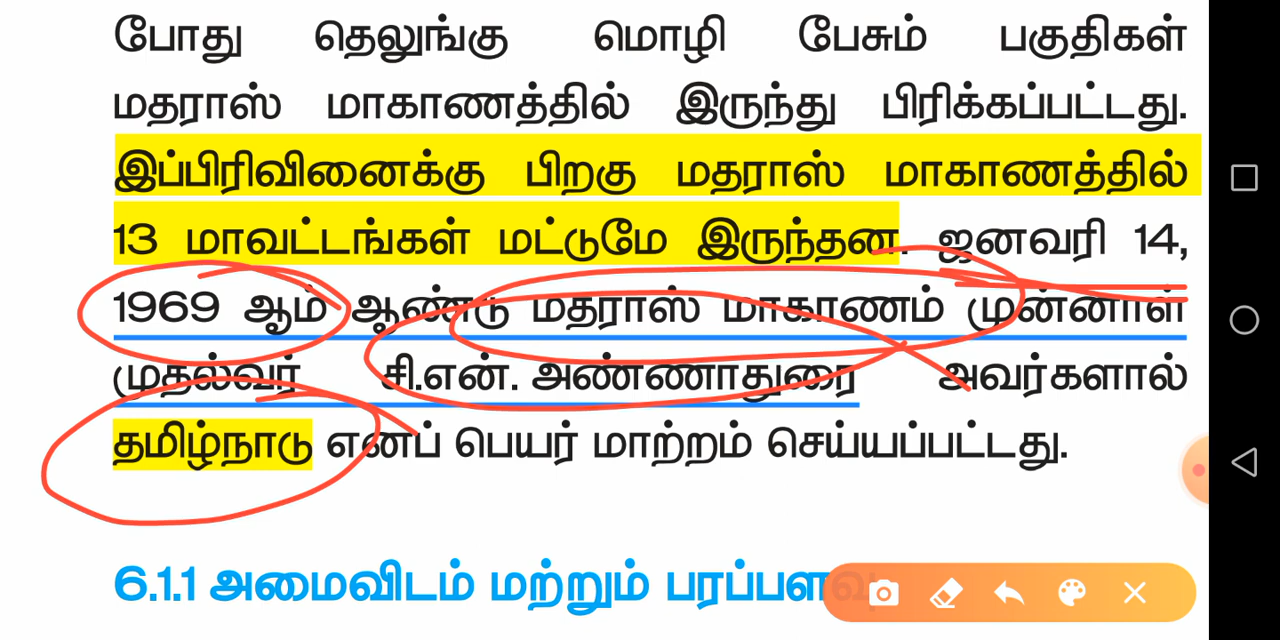 போது தெலுங்கு மொழி பேசும் பகுதிகள்
மதராஸ் மாகாணத்தில் இருந்து பிரிக்கப்பட்டது.
இப்பிரிவினைக்கு பிறகு மதராஸ் மாகாணத்தில்
13 மாவட்டங்கள் மட்டுமே இருந்தன. ஜனவரி 14,
1969 ஆம் ஆண்டு மதராஸ் மாகாணம் முன்னாள்
முதல்வர் சி.என். அண்ணாதுரை அவர்களால்
தமிழ்நாடு எனப் பெயர் மாற்றம் செய்யப்பட்டது.
6.1.1 அமைவிடம் மற்றும் பரப்பளவு